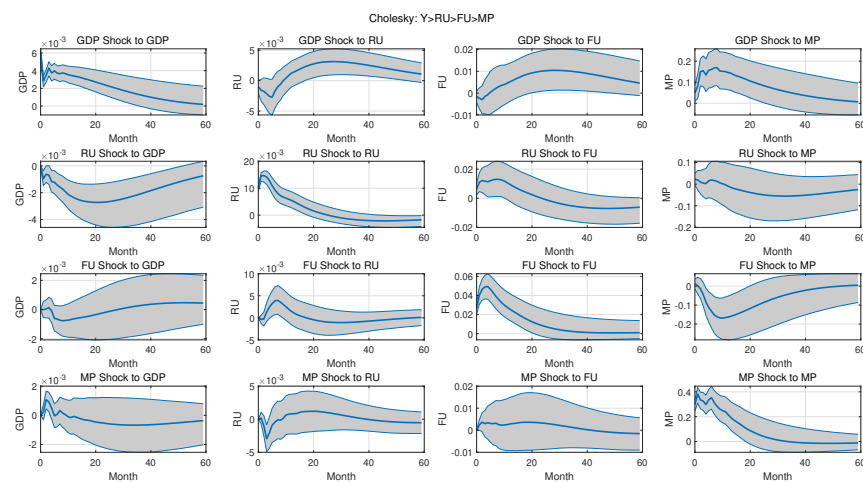 Cholesky: Y>RU>FU>MP
GDP Shock to GDP
GDP Shock to RU
GDP Shock to FU
GDP Shock to MP
×10⁻³
6
4
2
0
GDP
0 20 40 60
Month
×10⁻³
5
0
-5
RU
0 20 40 60
Month
0.02
0.01
0
-0.01
FU
0 20 40 60
Month
0.2
0.1
0
MP
0 20 40 60
Month
RU Shock to GDP
RU Shock to RU
RU Shock to FU
RU Shock to MP
×10⁻³
0
-2
-4
GDP
0 20 40 60
Month
×10⁻³
20
10
0
RU
0 20 40 60
Month
0.02
0
-0.02
FU
0 20 40 60
Month
0.1
0
-0.1
-0.2
MP
0 20 40 60
Month
FU Shock to GDP
FU Shock to RU
FU Shock to FU
FU Shock to MP
×10⁻³
2
0
-2
GDP
0 20 40 60
Month
×10⁻³
10
5
0
-5
RU
0 20 40 60
Month
0.06
0.04
0.02
0
FU
0 20 40 60
Month
0
-0.1
-0.2
MP
0 20 40 60
Month
MP Shock to GDP
MP Shock to RU
MP Shock to FU
MP Shock to MP
×10⁻³
2
0
-2
GDP
0 20 40 60
Month
×10⁻³
5
0
-5
RU
0 20 40 60
Month
0.02
0.01
0
-0.01
FU
0 20 40 60
Month
0.4
0.2
0
MP
0 20 40 60
Month